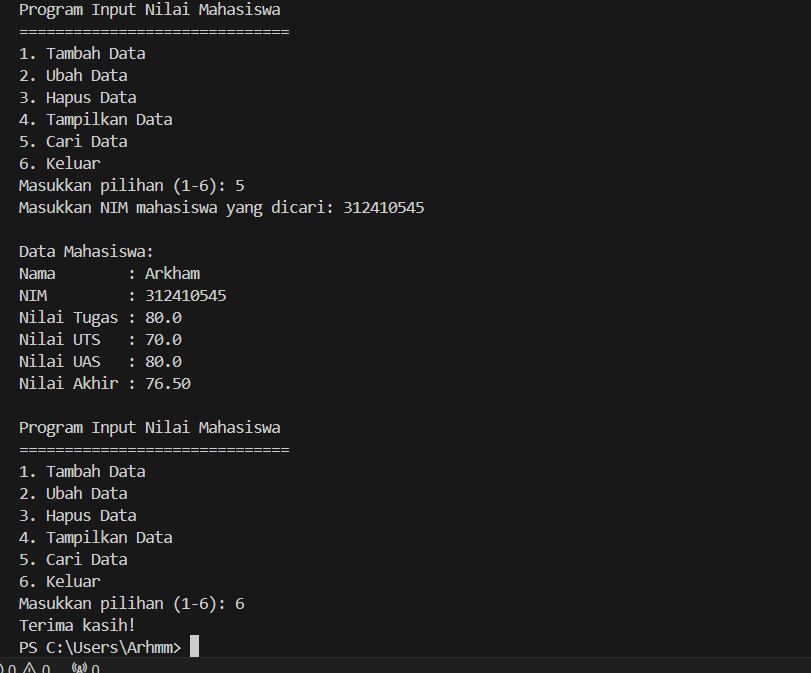 Program Input Nilai Mahasiswa
==============================
1. Tambah Data
2. Ubah Data
3. Hapus Data
4. Tampilkan Data
5. Cari Data
6. Keluar
Masukkan pilihan (1-6): 5
Masukkan NIM mahasiswa yang dicari: 312410545
Data Mahasiswa:
Nama        : Arkham
NIM         : 312410545
Nilai Tugas : 80.0
Nilai UTS   : 70.0
Nilai UAS   : 80.0
Nilai Akhir : 76.50
Program Input Nilai Mahasiswa
==============================
1. Tambah Data
2. Ubah Data
3. Hapus Data
4. Tampilkan Data
5. Cari Data
6. Keluar
Masukkan pilihan (1-6): 6
Terima kasih!
PS C:\Users\Arhmm>
0 0 0